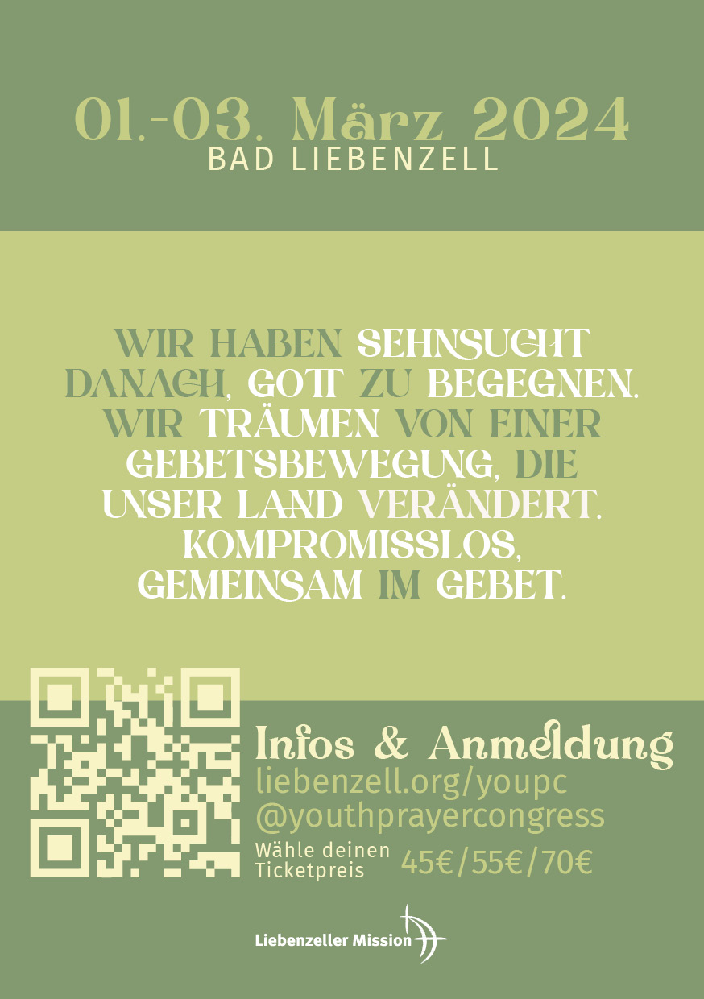 01.-03. März 2024
BAD LIEBENZELL
WIR HABEN SEHNSUCHT
DANACH, GOTT ZU BEGEGNEN.
WIR TRÄUMEN VON EINER
GEBETSBEWEGUNG, DIE
UNSER LAND VERÄNDERT.
KOMPROMISSLOS,
GEMEINSAM IM GEBET.
Infos & Anmeldung
liebenzell.org/youpc
@youthprayercongress
Wähle deinen
Ticketpreis
45€/55€/70€
Liebenzeller Mission